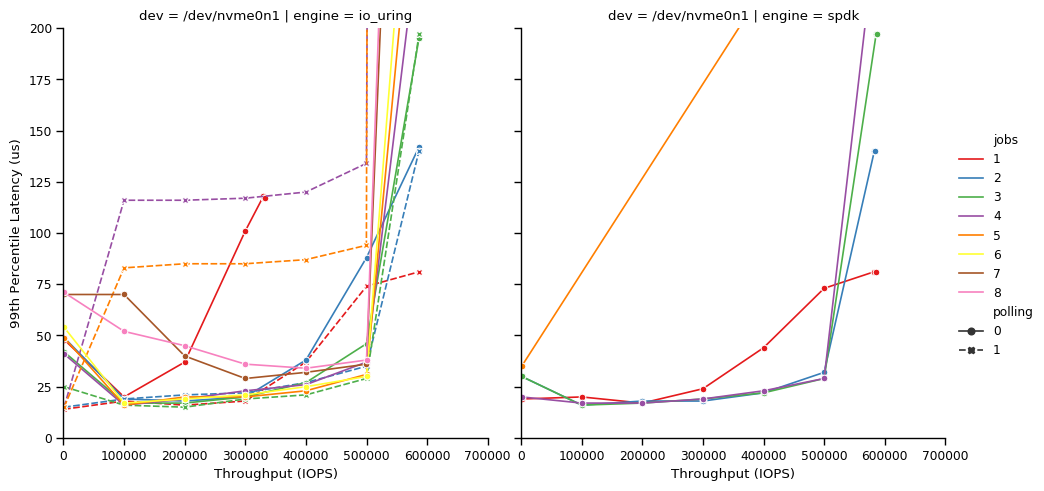 dev = /dev/nvme0n1 | engine = io_uring
dev = /dev/nvme0n1 | engine = spdk
99th Percentile Latency (us)
200
175
150
125
100
75
50
25
0
0 100000 200000 300000 400000 500000 600000 700000
Throughput (IOPS)
0 100000 200000 300000 400000 500000 600000 700000
Throughput (IOPS)
jobs
1
2
3
4
5
6
7
8
polling
0
1